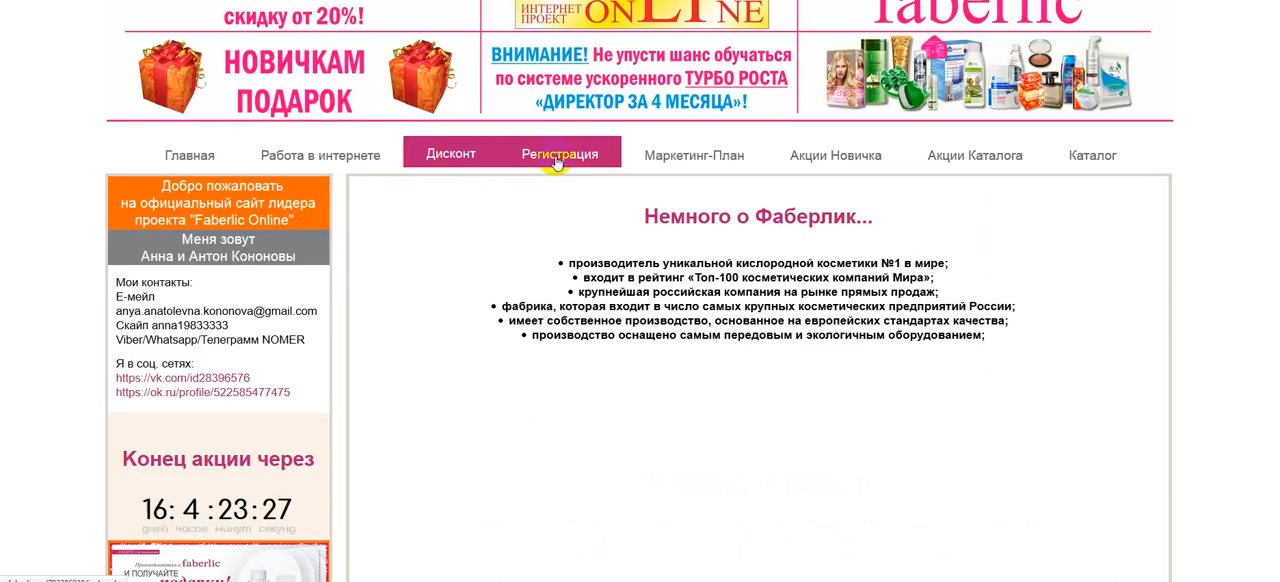 скидку от 20%!
НОВИЧКАМ
ПОДАРОК
ИНТЕРНЕТ
ПРОЕКТ
ONLINE
ВНИМАНИЕ! Не упусти шанс обучаться
по системе ускоренного ТУРБО РОСТА
«ДИРЕКТОР ЗА 4 МЕСЯЦА»!
faberlic
Главная Работа в интернете Дисконт Регистрация Маркетинг-План Акции Новичка Акции Каталога Каталог
Добро пожаловать
на официальный сайт лидера
проекта "Faberlic Online"
Меня зовут
Анна и Антон Кононовы
Мои контакты:
Е-мейл
anya.anatolevna.kononova@gmail.com
Скайп anna19833333
Viber/Whatsapp/Телеграмм NOMER
Я в соц. сетях:
https://vk.com/id28396576
https://ok.ru/profile/522585477475
Конец акции через
16: 4 :23:27
дней часов минут секунд
faberlic
И ПОЛУЧАЙТЕ
подарки!
Немного о Фаберлик...
• производитель уникальной кислородной косметики №1 в мире;
• входит в рейтинг «Топ-100 косметических компаний Мира»;
• крупнейшая российская компания на рынке прямых продаж;
• фабрика, которая входит в число самых крупных косметических предприятий России;
• имеет собственное производство, основанное на европейских стандартах качества;
• производство оснащено самым передовым и экологичным оборудованием;